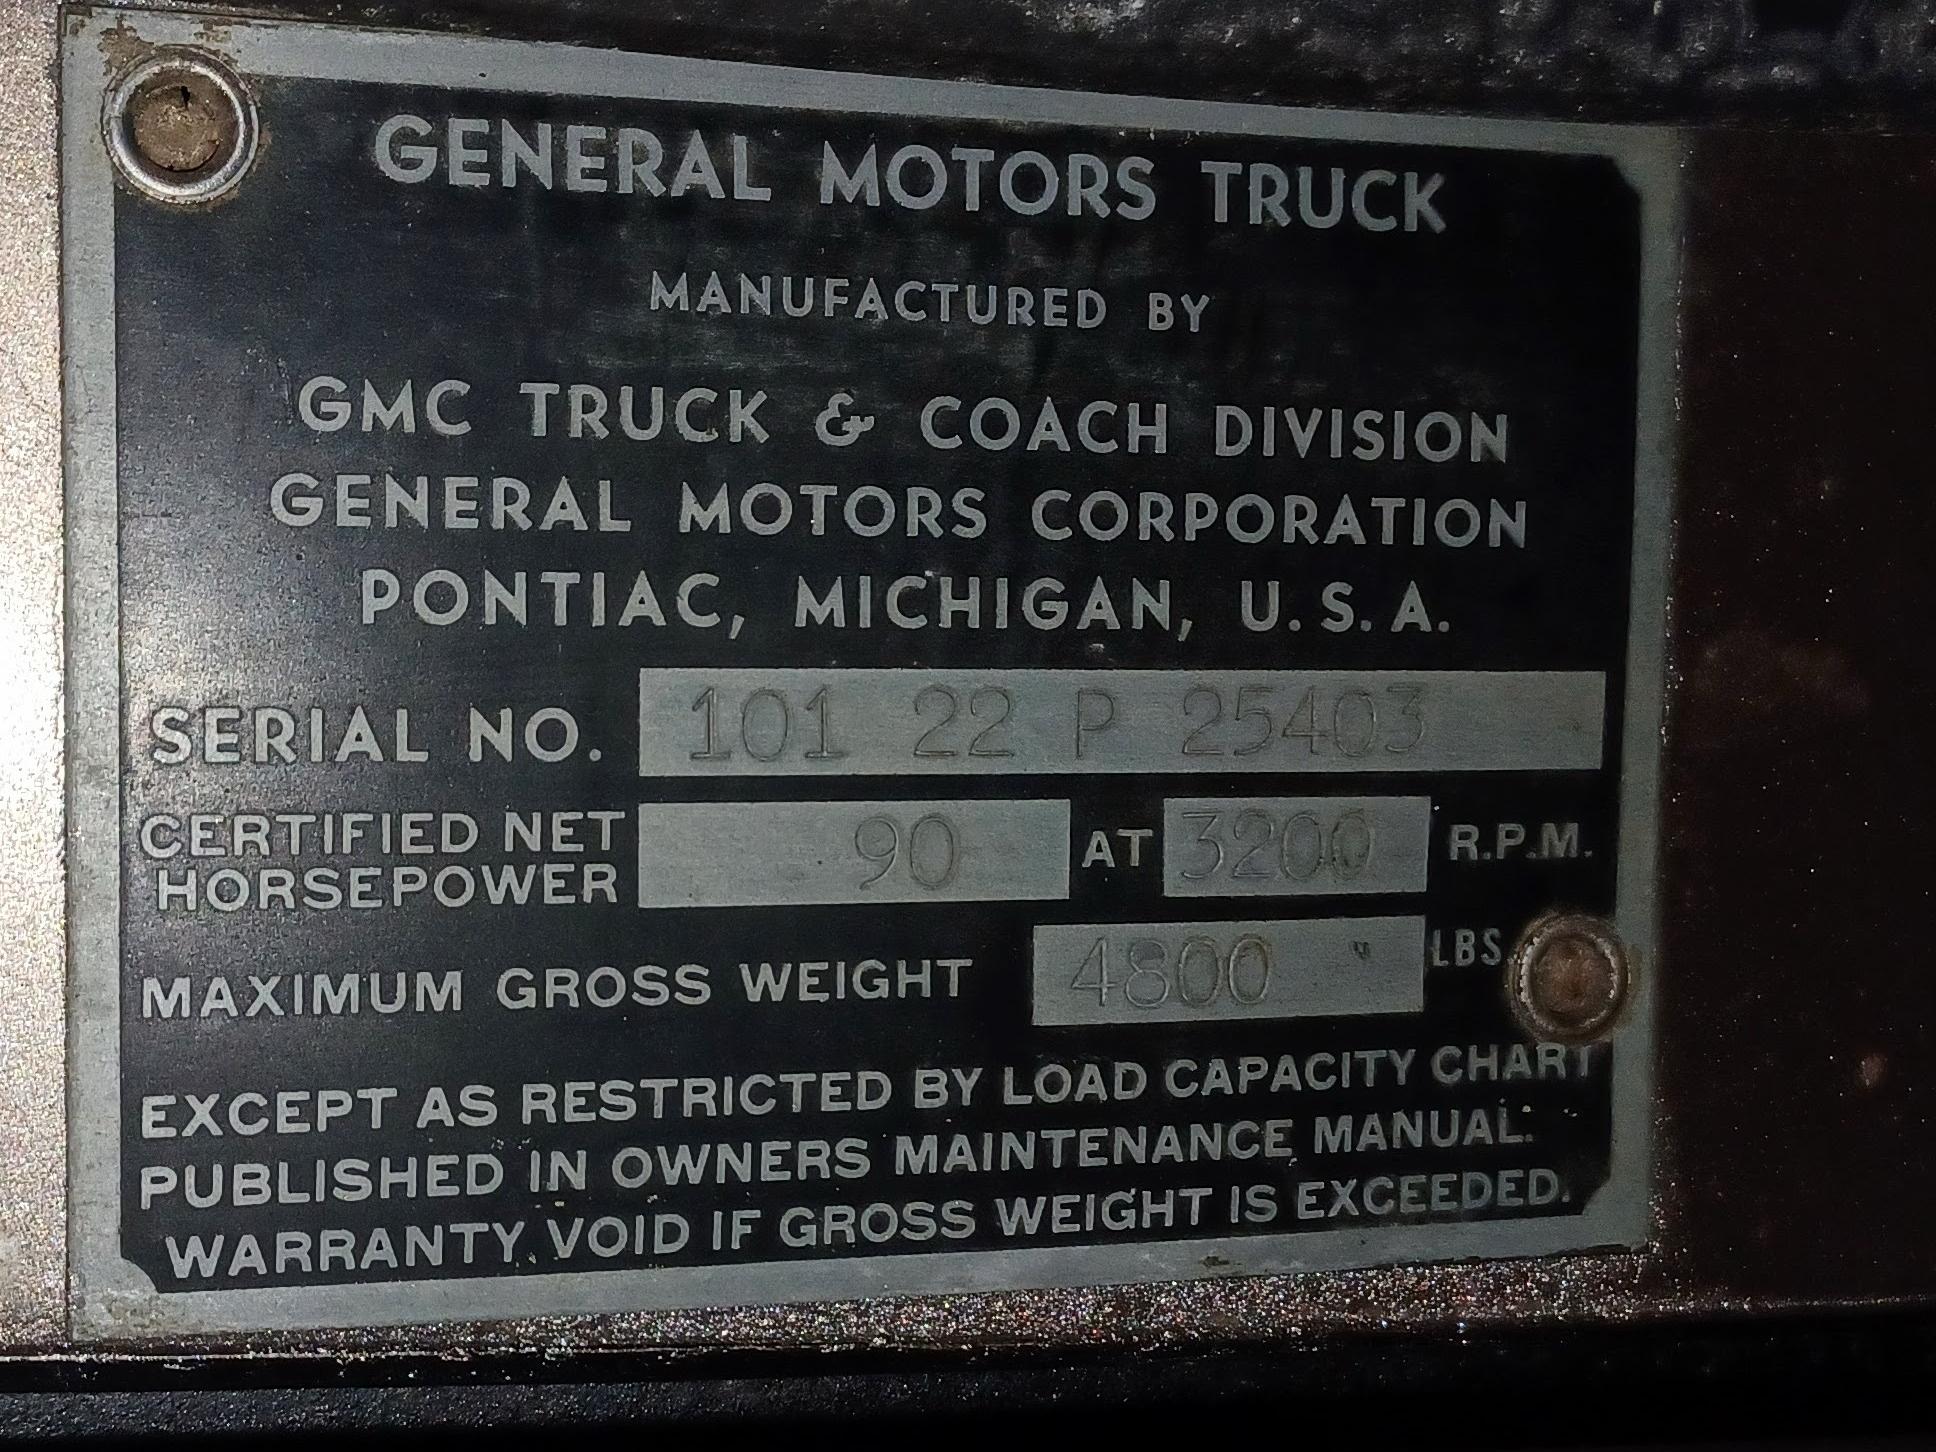 GENERAL MOTORS TRUCK
MANUFACTURED BY
GMC TRUCK & COACH DIVISION
GENERAL MOTORS CORPORATION
PONTIAC, MICHIGAN, U. S. A.
SERIAL NO. 101 22 P 25403
CERTIFIED NET HORSEPOWER 90 AT 3200 R.P.M.
MAXIMUM GROSS WEIGHT 4800 LBS
EXCEPT AS RESTRICTED BY LOAD CAPACITY CHART
PUBLISHED IN OWNERS MAINTENANCE MANUAL.
WARRANTY VOID IF GROSS WEIGHT IS EXCEEDED.